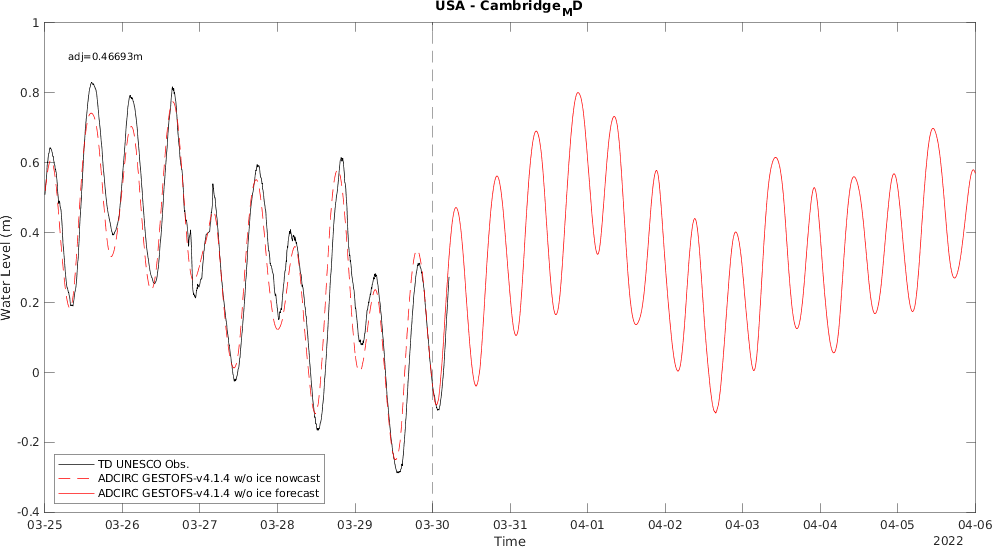 USA - Cambridge_MD
adj=0.46693m
1
0.8
0.6
0.4
0.2
0
-0.2
-0.4
Water Level (m)
TD UNESCO Obs.
ADCIRC GESTOFS-v4.1.4 w/o ice nowcast
ADCIRC GESTOFS-v4.1.4 w/o ice forecast
03-25 03-26 03-27 03-28 03-29 03-30 03-31 04-01 04-02 04-03 04-04 04-05 04-06
Time
2022